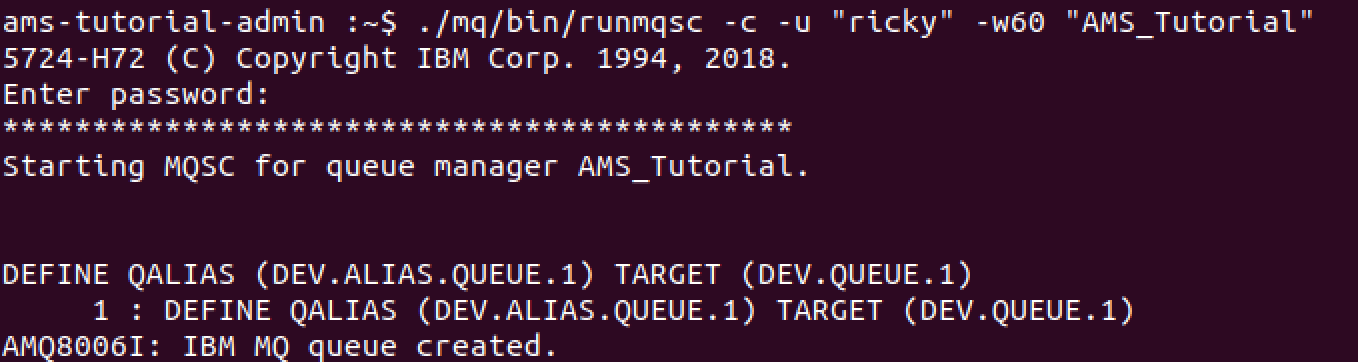 ams-tutorial-admin :~$ ./mq/bin/runmqsc -c -u "ricky" -w60 "AMS_Tutorial"
5724-H72 (C) Copyright IBM Corp. 1994, 2018.
Enter password:
********************************************
Starting MQSC for queue manager AMS_Tutorial.
DEFINE QALIAS (DEV.ALIAS.QUEUE.1) TARGET (DEV.QUEUE.1)
     1 : DEFINE QALIAS (DEV.ALIAS.QUEUE.1) TARGET (DEV.QUEUE.1)
AMQ8006I: IBM MQ queue created.